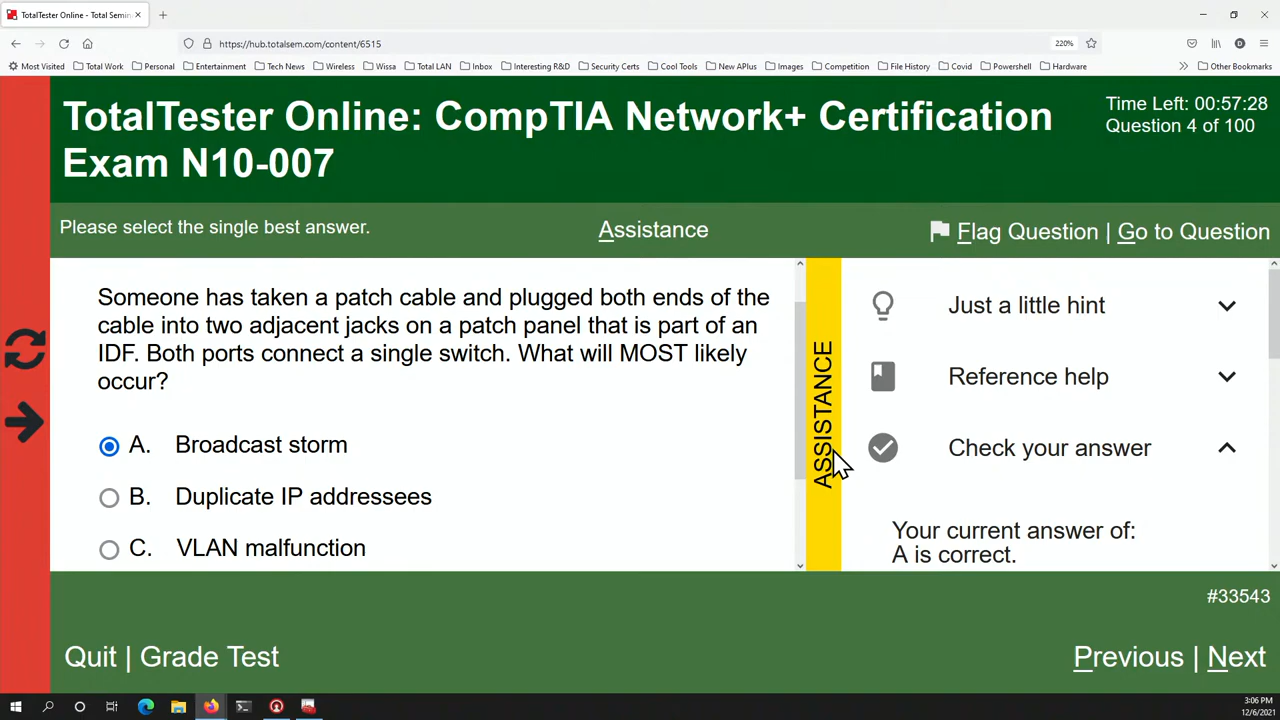 TotalTester Online - Total Semin
https://hub.totalsem.com/content/6515
220%
Most Visited
Total Work
Personal
Entertainment
Tech News
Wireless
Wissa
Total LAN
Inbox
Interesting R&D
Security Certs
Cool Tools
New APlus
Images
Competition
File History
Covid
Powershell
Hardware
Other Bookmarks
TotalTester Online: CompTIA Network+ Certification
Exam N10-007
Time Left: 00:57:28
Question 4 of 100
Please select the single best answer.
Assistance
Flag Question | Go to Question
Someone has taken a patch cable and plugged both ends of the
cable into two adjacent jacks on a patch panel that is part of an
IDF. Both ports connect a single switch. What will MOST likely
occur?
A. Broadcast storm
B. Duplicate IP addressees
C. VLAN malfunction
ASSISTANCE
Just a little hint
Reference help
Check your answer
Your current answer of:
A is correct.
#33543
Quit | Grade Test
Previous | Next
3:06 PM
12/6/2021